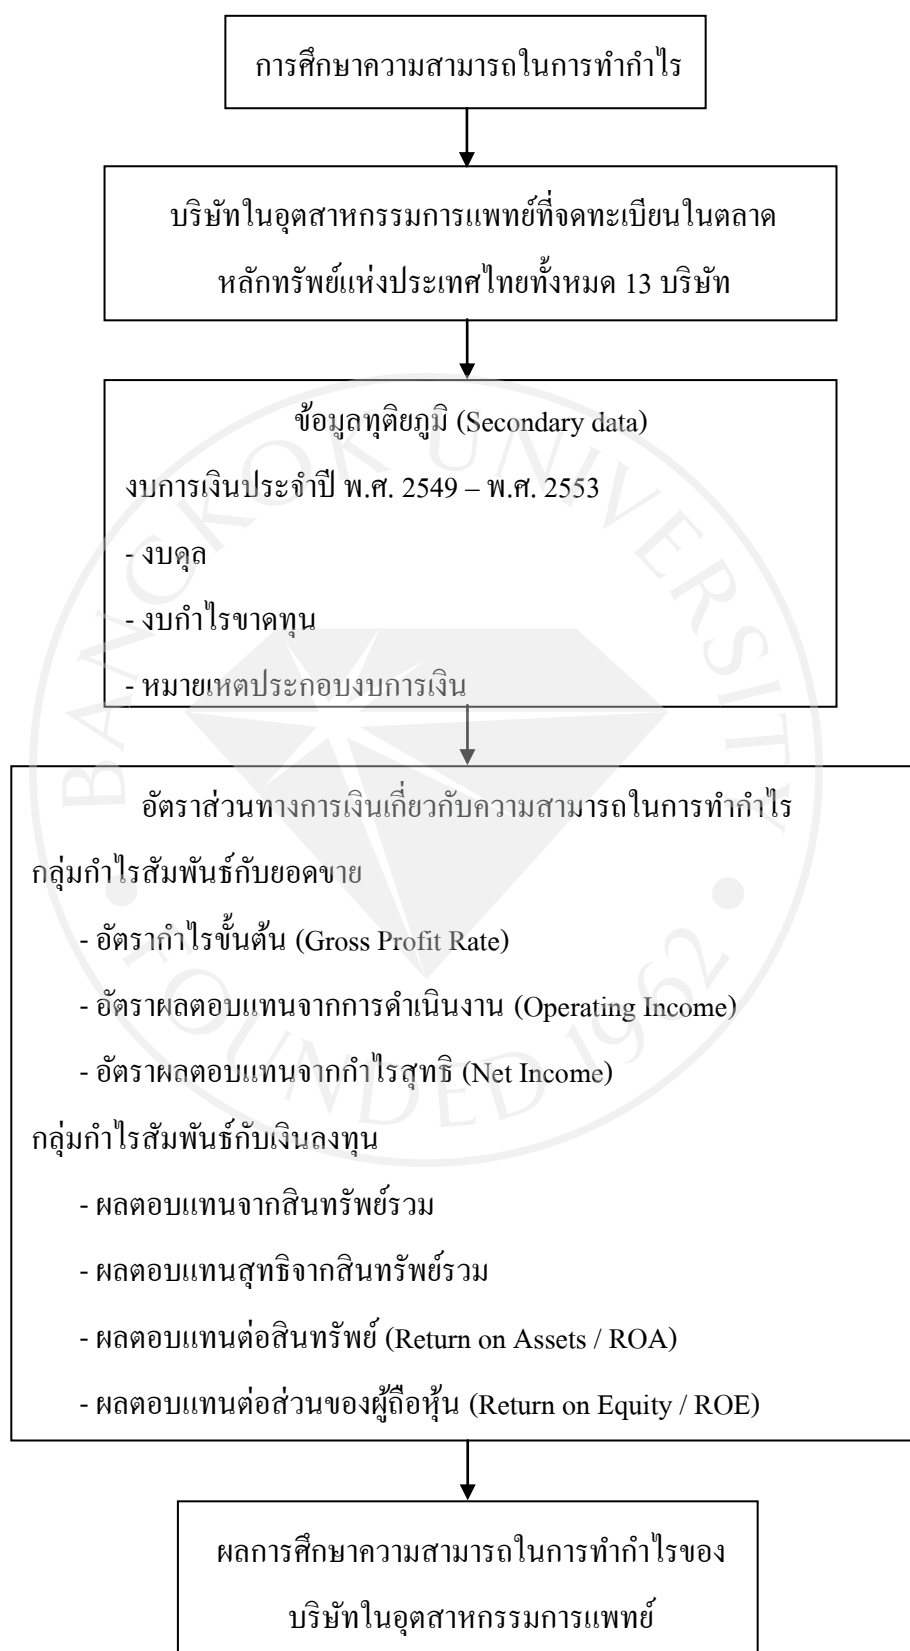 การศึกษาความสามารถในการทำกำไร
บริษัทในอุตสาหกรรมการแพทย์ที่จดทะเบียนในตลาด
หลักทรัพย์แห่งประเทศไทยทั้งหมด 13 บริษัท
ข้อมูลทุติยภูมิ (Secondary data)
งบการเงินประจำปี พ.ศ. 2549 – พ.ศ. 2553
- งบดุล
- งบกำไรขาดทุน
- หมายเหตประกอบงบการเงิน
อัตราส่วนทางการเงินเกี่ยวกับความสามารถในการทำกำไร
กลุ่มกำไรสัมพันธ์กับยอดขาย
- อัตรากำไรขั้นต้น (Gross Profit Rate)
- อัตราผลตอบแทนจากการดำเนินงาน (Operating Income)
- อัตราผลตอบแทนจากกำไรสุทธิ (Net Income)
กลุ่มกำไรสัมพันธ์กับเงินลงทุน
- ผลตอบแทนจากสินทรัพย์รวม
- ผลตอบแทนสุทธิจากสินทรัพย์รวม
- ผลตอบแทนต่อสินทรัพย์ (Return on Assets / ROA)
- ผลตอบแทนต่อส่วนของผู้ถือหุ้น (Return on Equity / ROE)
ผลการศึกษาความสามารถในการทำกำไรของ
บริษัทในอุตสาหกรรมการแพทย์
BANGKOK UNIVERSITY
FOUNDED 1962